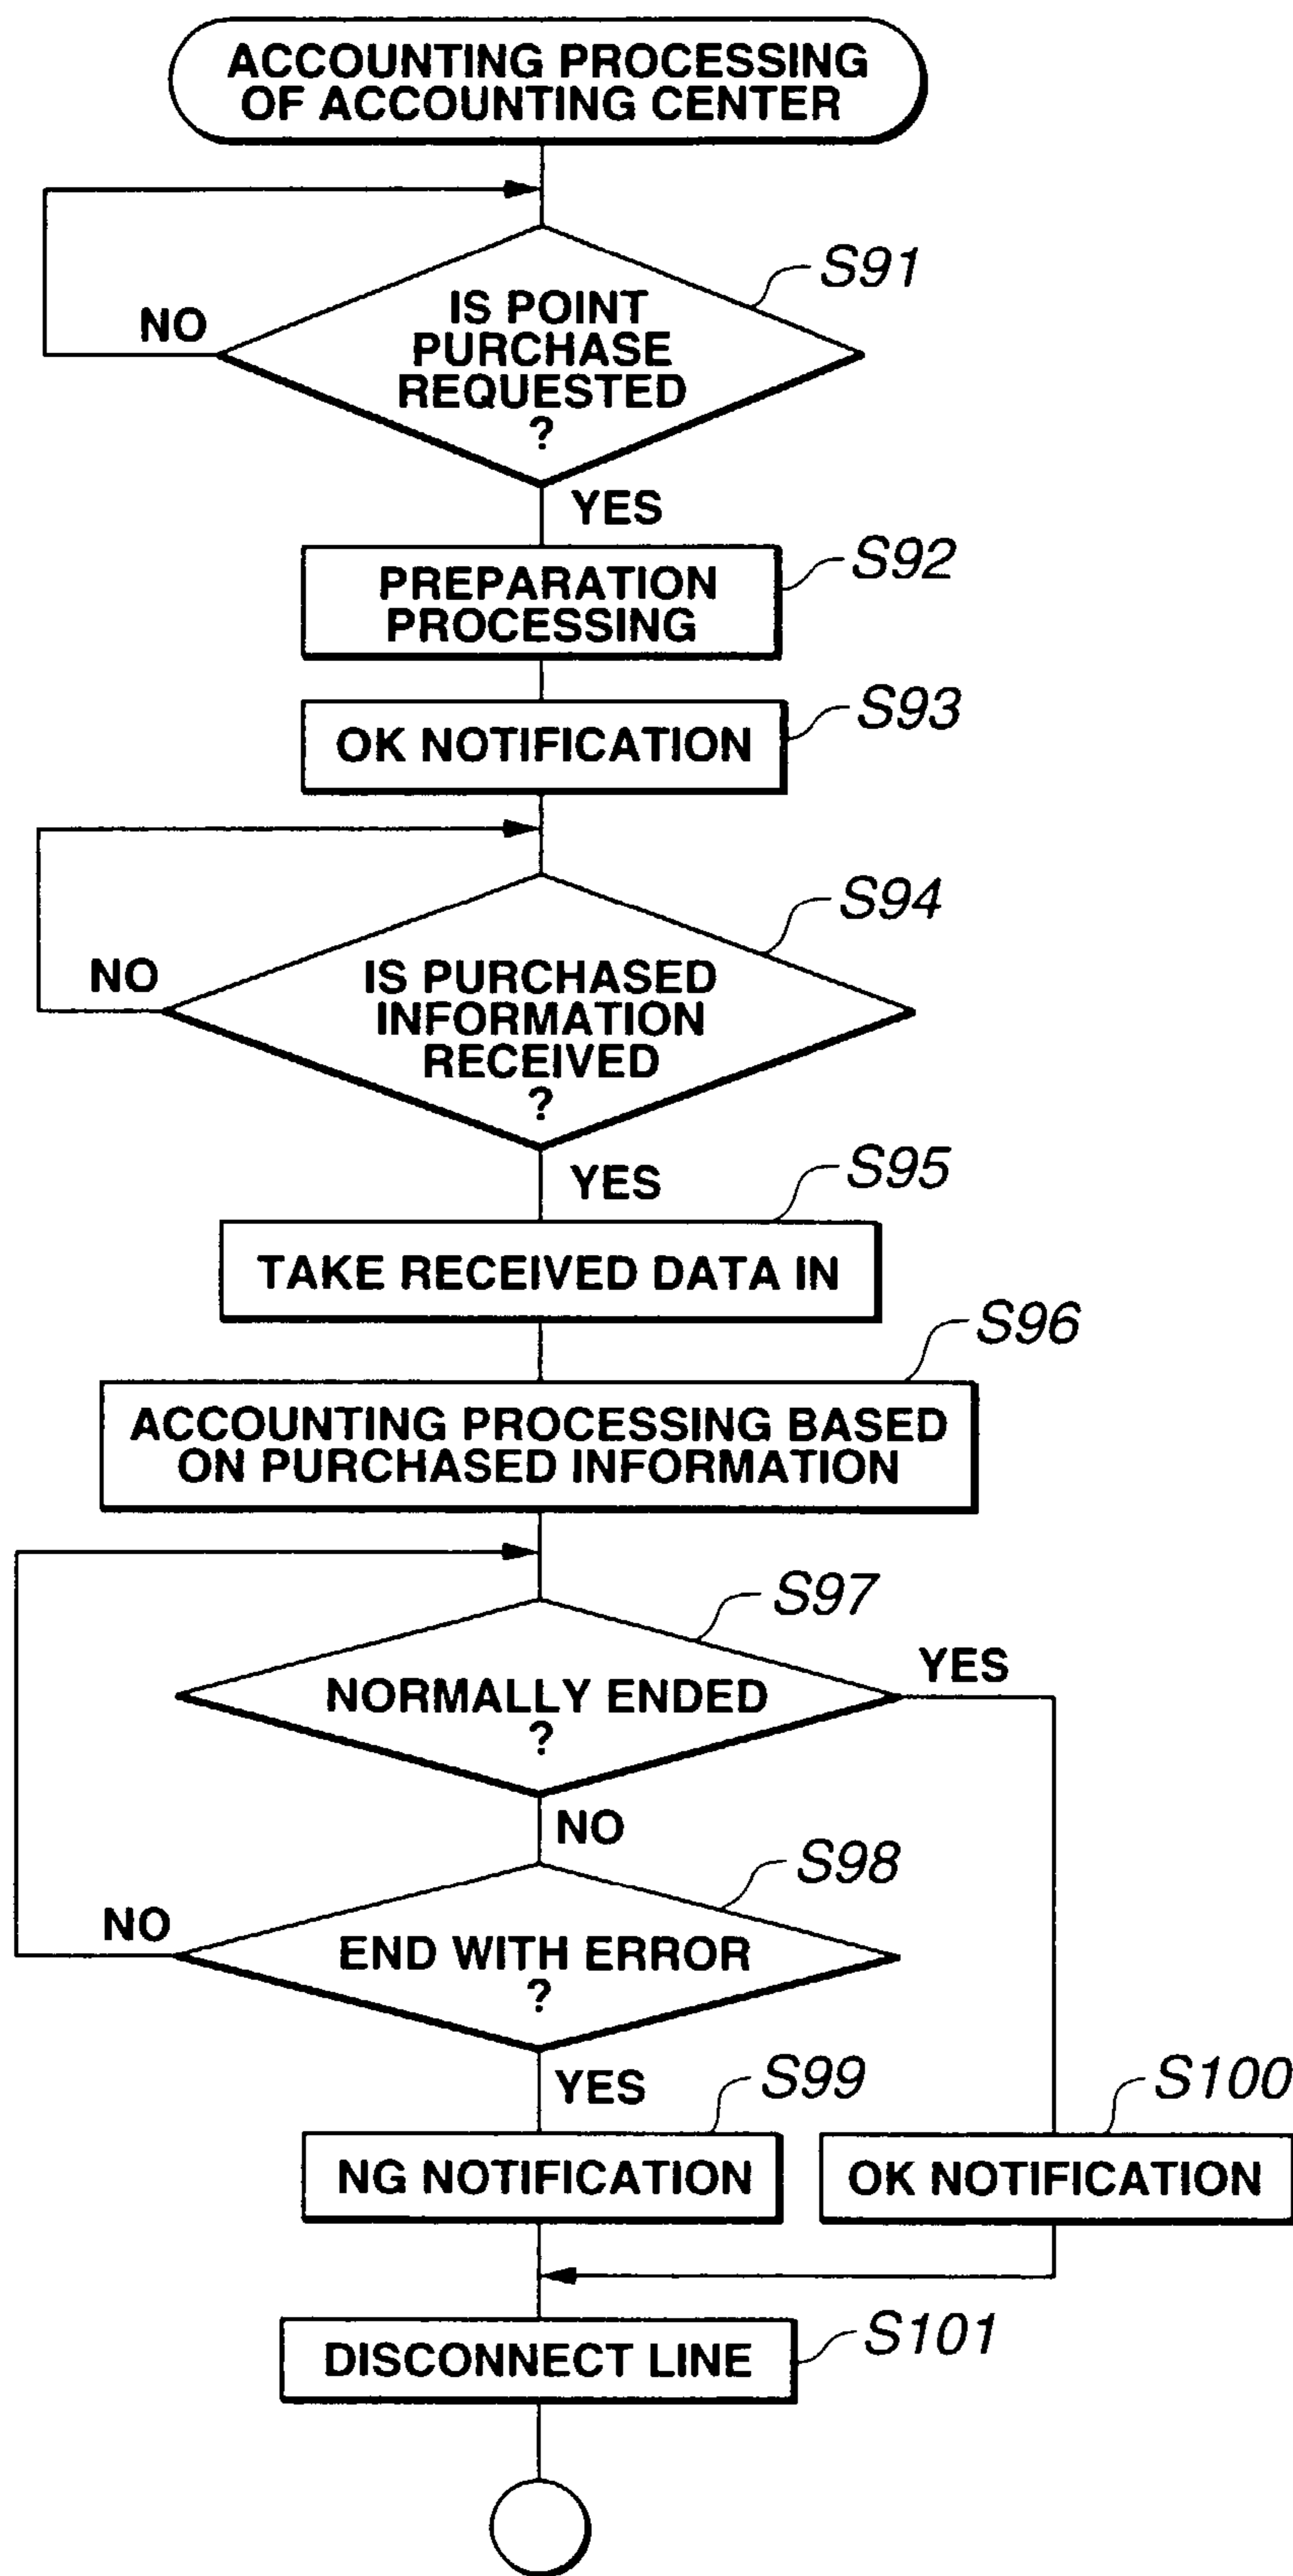 ACCOUNTING PROCESSING
OF ACCOUNTING CENTER
S91
IS POINT
PURCHASE
REQUESTED
?
NO
YES
S92
PREPARATION
PROCESSING
S93
OK NOTIFICATION
S94
NO
IS PURCHASED
INFORMATION
RECEIVED
?
YES
S95
TAKE RECEIVED DATA IN
S96
ACCOUNTING PROCESSING BASED
ON PURCHASED INFORMATION
S97
YES
NORMALLY ENDED
?
NO
S98
NO
END WITH ERROR
?
YES
S99
S100
NG NOTIFICATION
OK NOTIFICATION
S101
DISCONNECT LINE